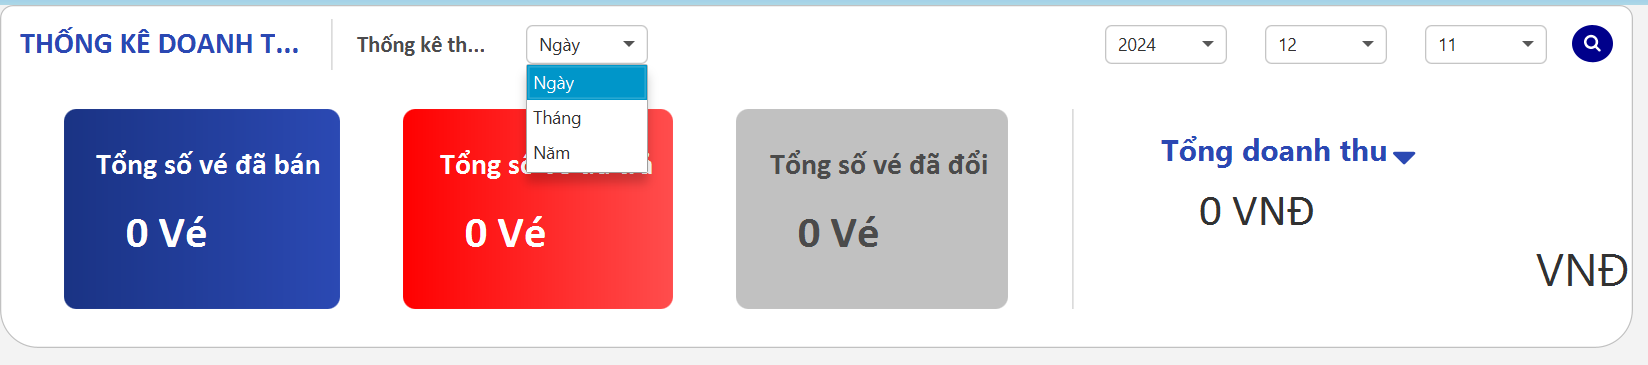 THỐNG KÊ DOANH T...
Thống kê th...
Ngày
2024
12
11
Ngày
Tháng
Năm
Tổng số vé đã bán
0 Vé
Tổng số
0 Vé
Tổng số vé đã đổi
0 Vé
Tổng doanh thu
0 VNĐ
VNĐ